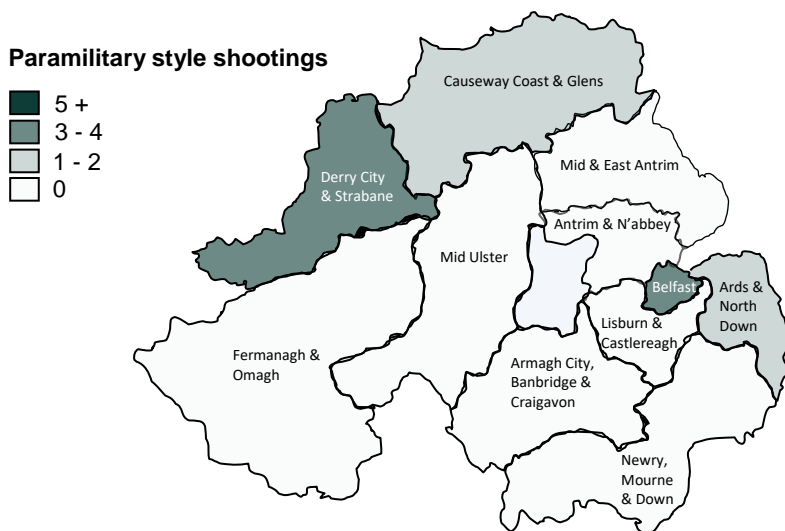 Paramilitary style shootings
5 +
3 - 4
1 - 2
0
Causeway Coast & Glens
Derry City
& Strabane
Mid & East Antrim
Antrim & N'abbey
Mid Ulster
Belfast
Ards &
North
Down
Lisburn &
Castlereagh
Fermanagh &
Omagh
Armagh City,
Banbridge &
Craigavon
Newry,
Mourne
& Down